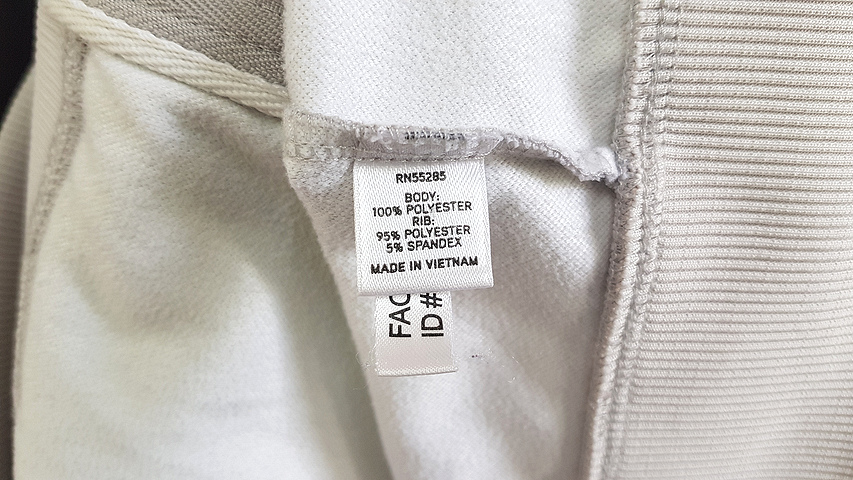 RN55285
BODY:
100% POLYESTER
RIB:
95% POLYESTER
5% SPANDEX
MADE IN VIETNAM
FAC
ID #